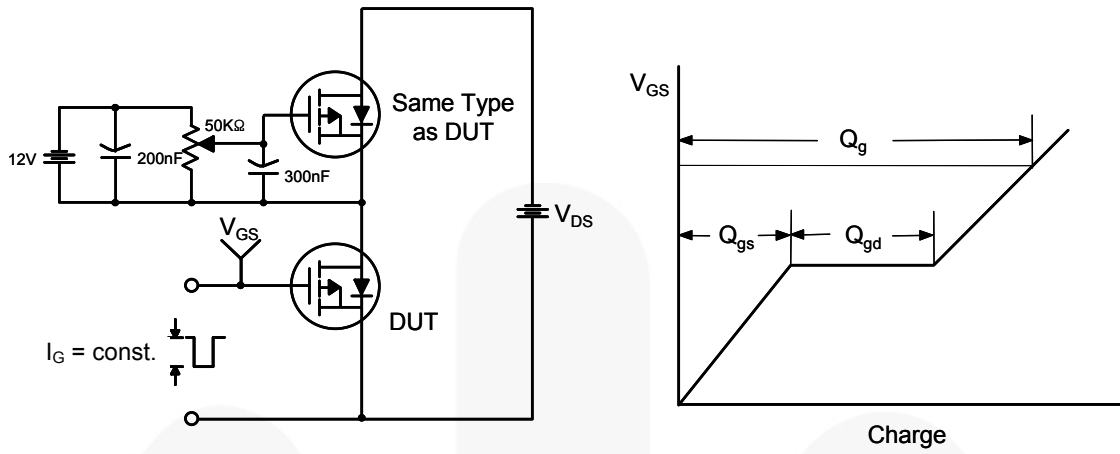 12V
200nF
50KΩ
300nF
Same Type
as DUT
V_DS
V_GS
DUT
I_G = const.
V_GS
Q_g
Q_gs
Q_gd
Charge